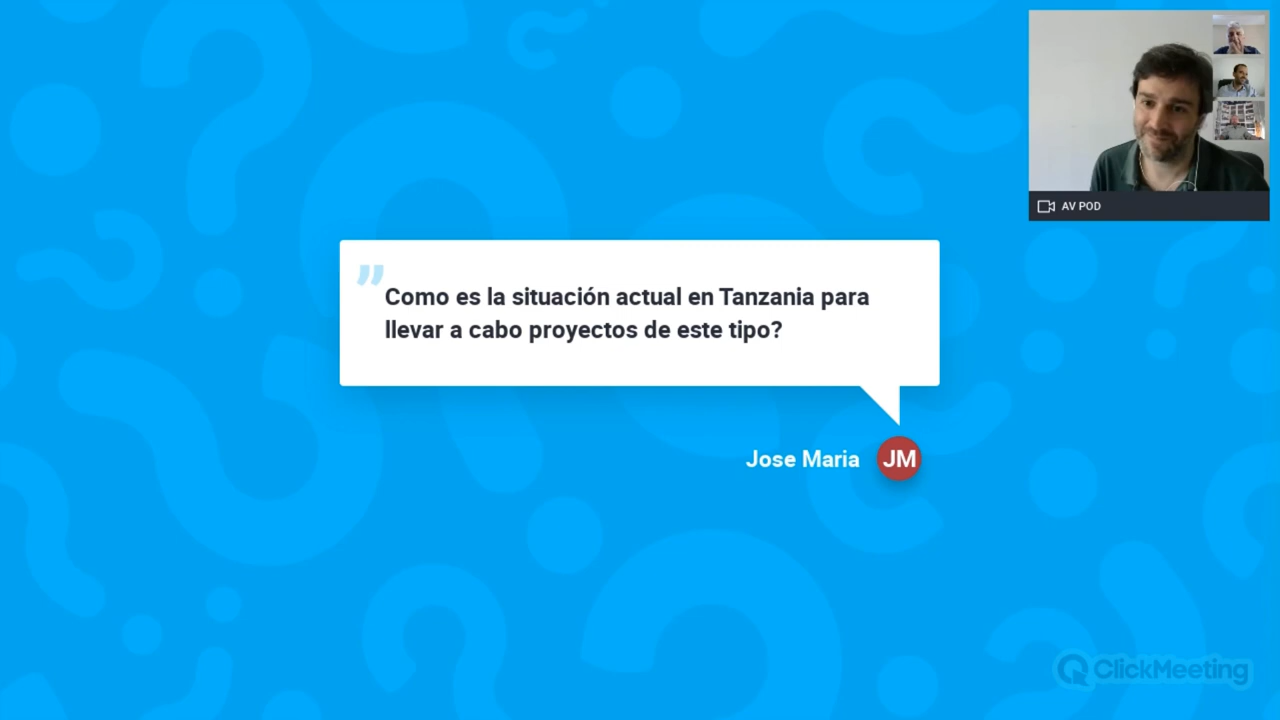 AV POD
Como es la situación actual en Tanzania para
llevar a cabo proyectos de este tipo?
Jose Maria
JM
ClickMeeting